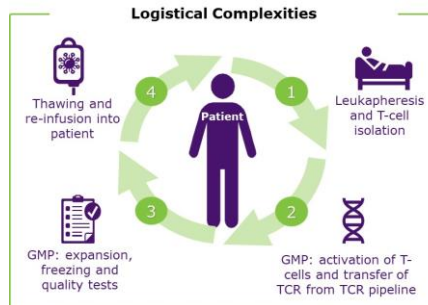 Logistical Complexities
Thawing and
re-infusion into
patient
4
Patient
1
Leukapheresis
and T-cell
isolation
3
2
GMP: expansion,
freezing and
quality tests
GMP: activation of T-
cells and transfer of
TCR from TCR pipeline